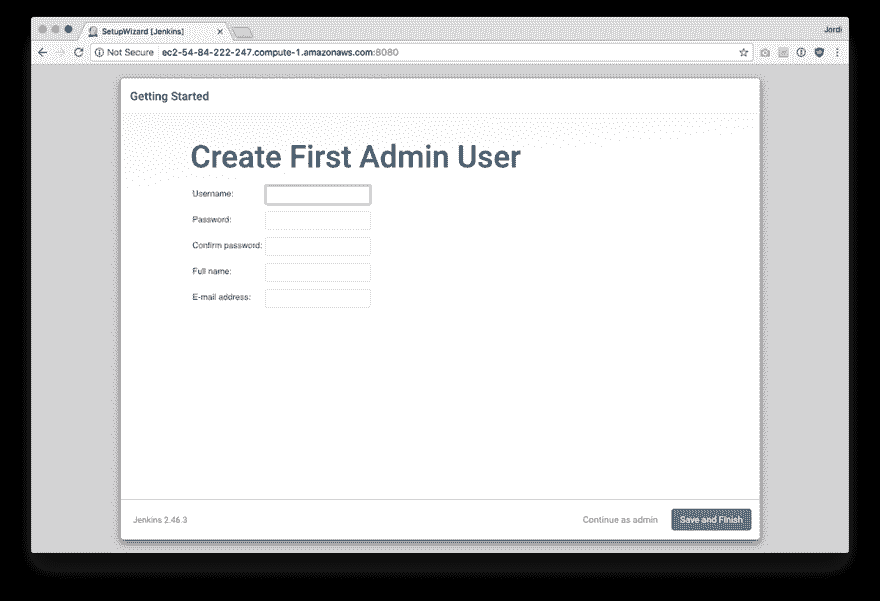 SetupWizard [Jenkins]
Jordi
Not Secure
ec2-54-84-222-247.compute-1.amazonaws.com:8080
Getting Started
Create First Admin User
Username:
Password:
Confirm password:
Full name:
E-mail address:
Jenkins 2.46.3
Continue as admin
Save and Finish